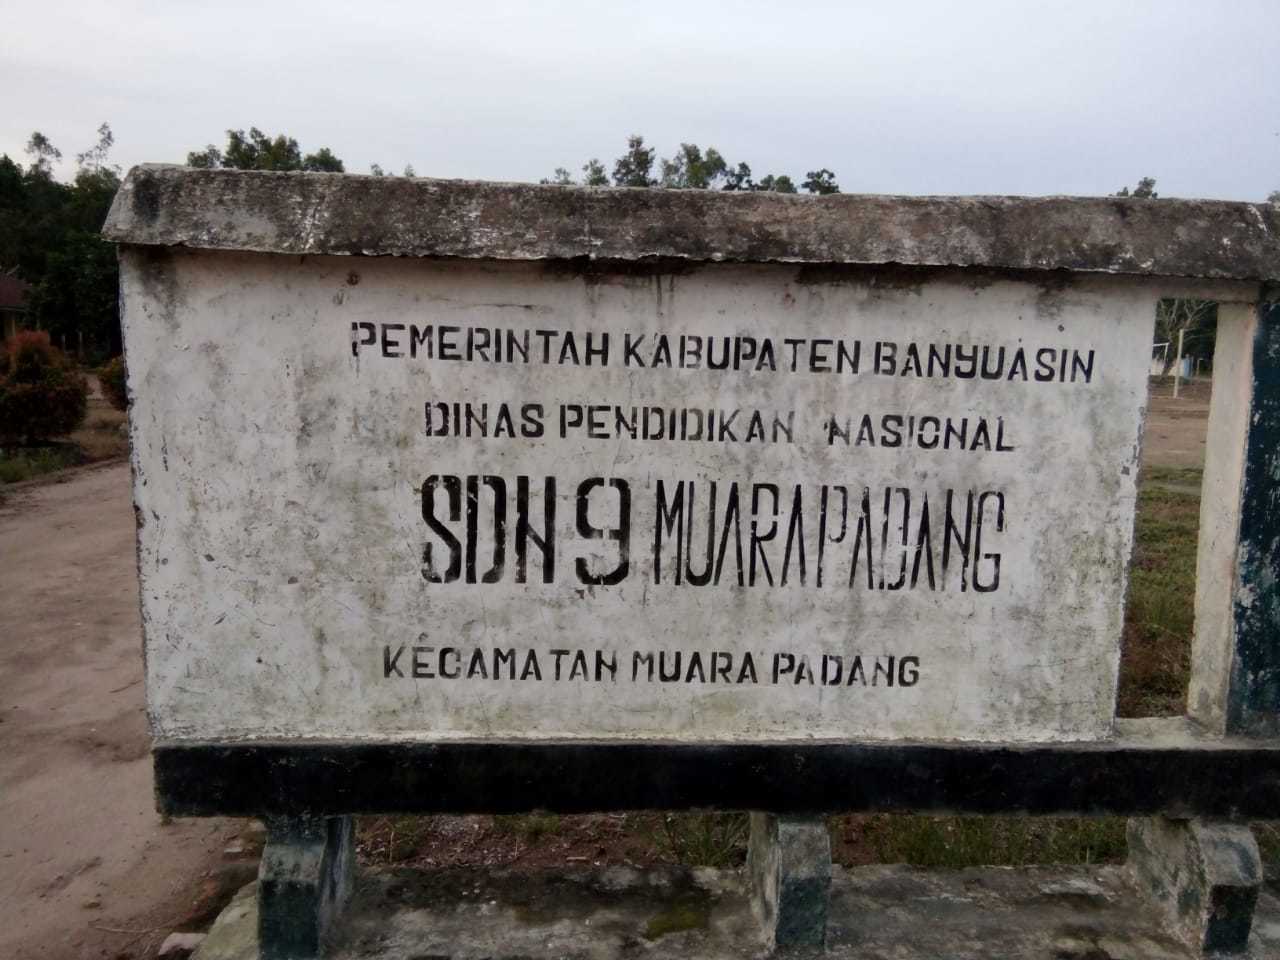 PEMERINTAH KABUPATEN BANYUASIN
DINAS PENDIDIKAN NASIONAL
SDN 9 MUARA PADANG
KECAMATAN MUARA PADANG